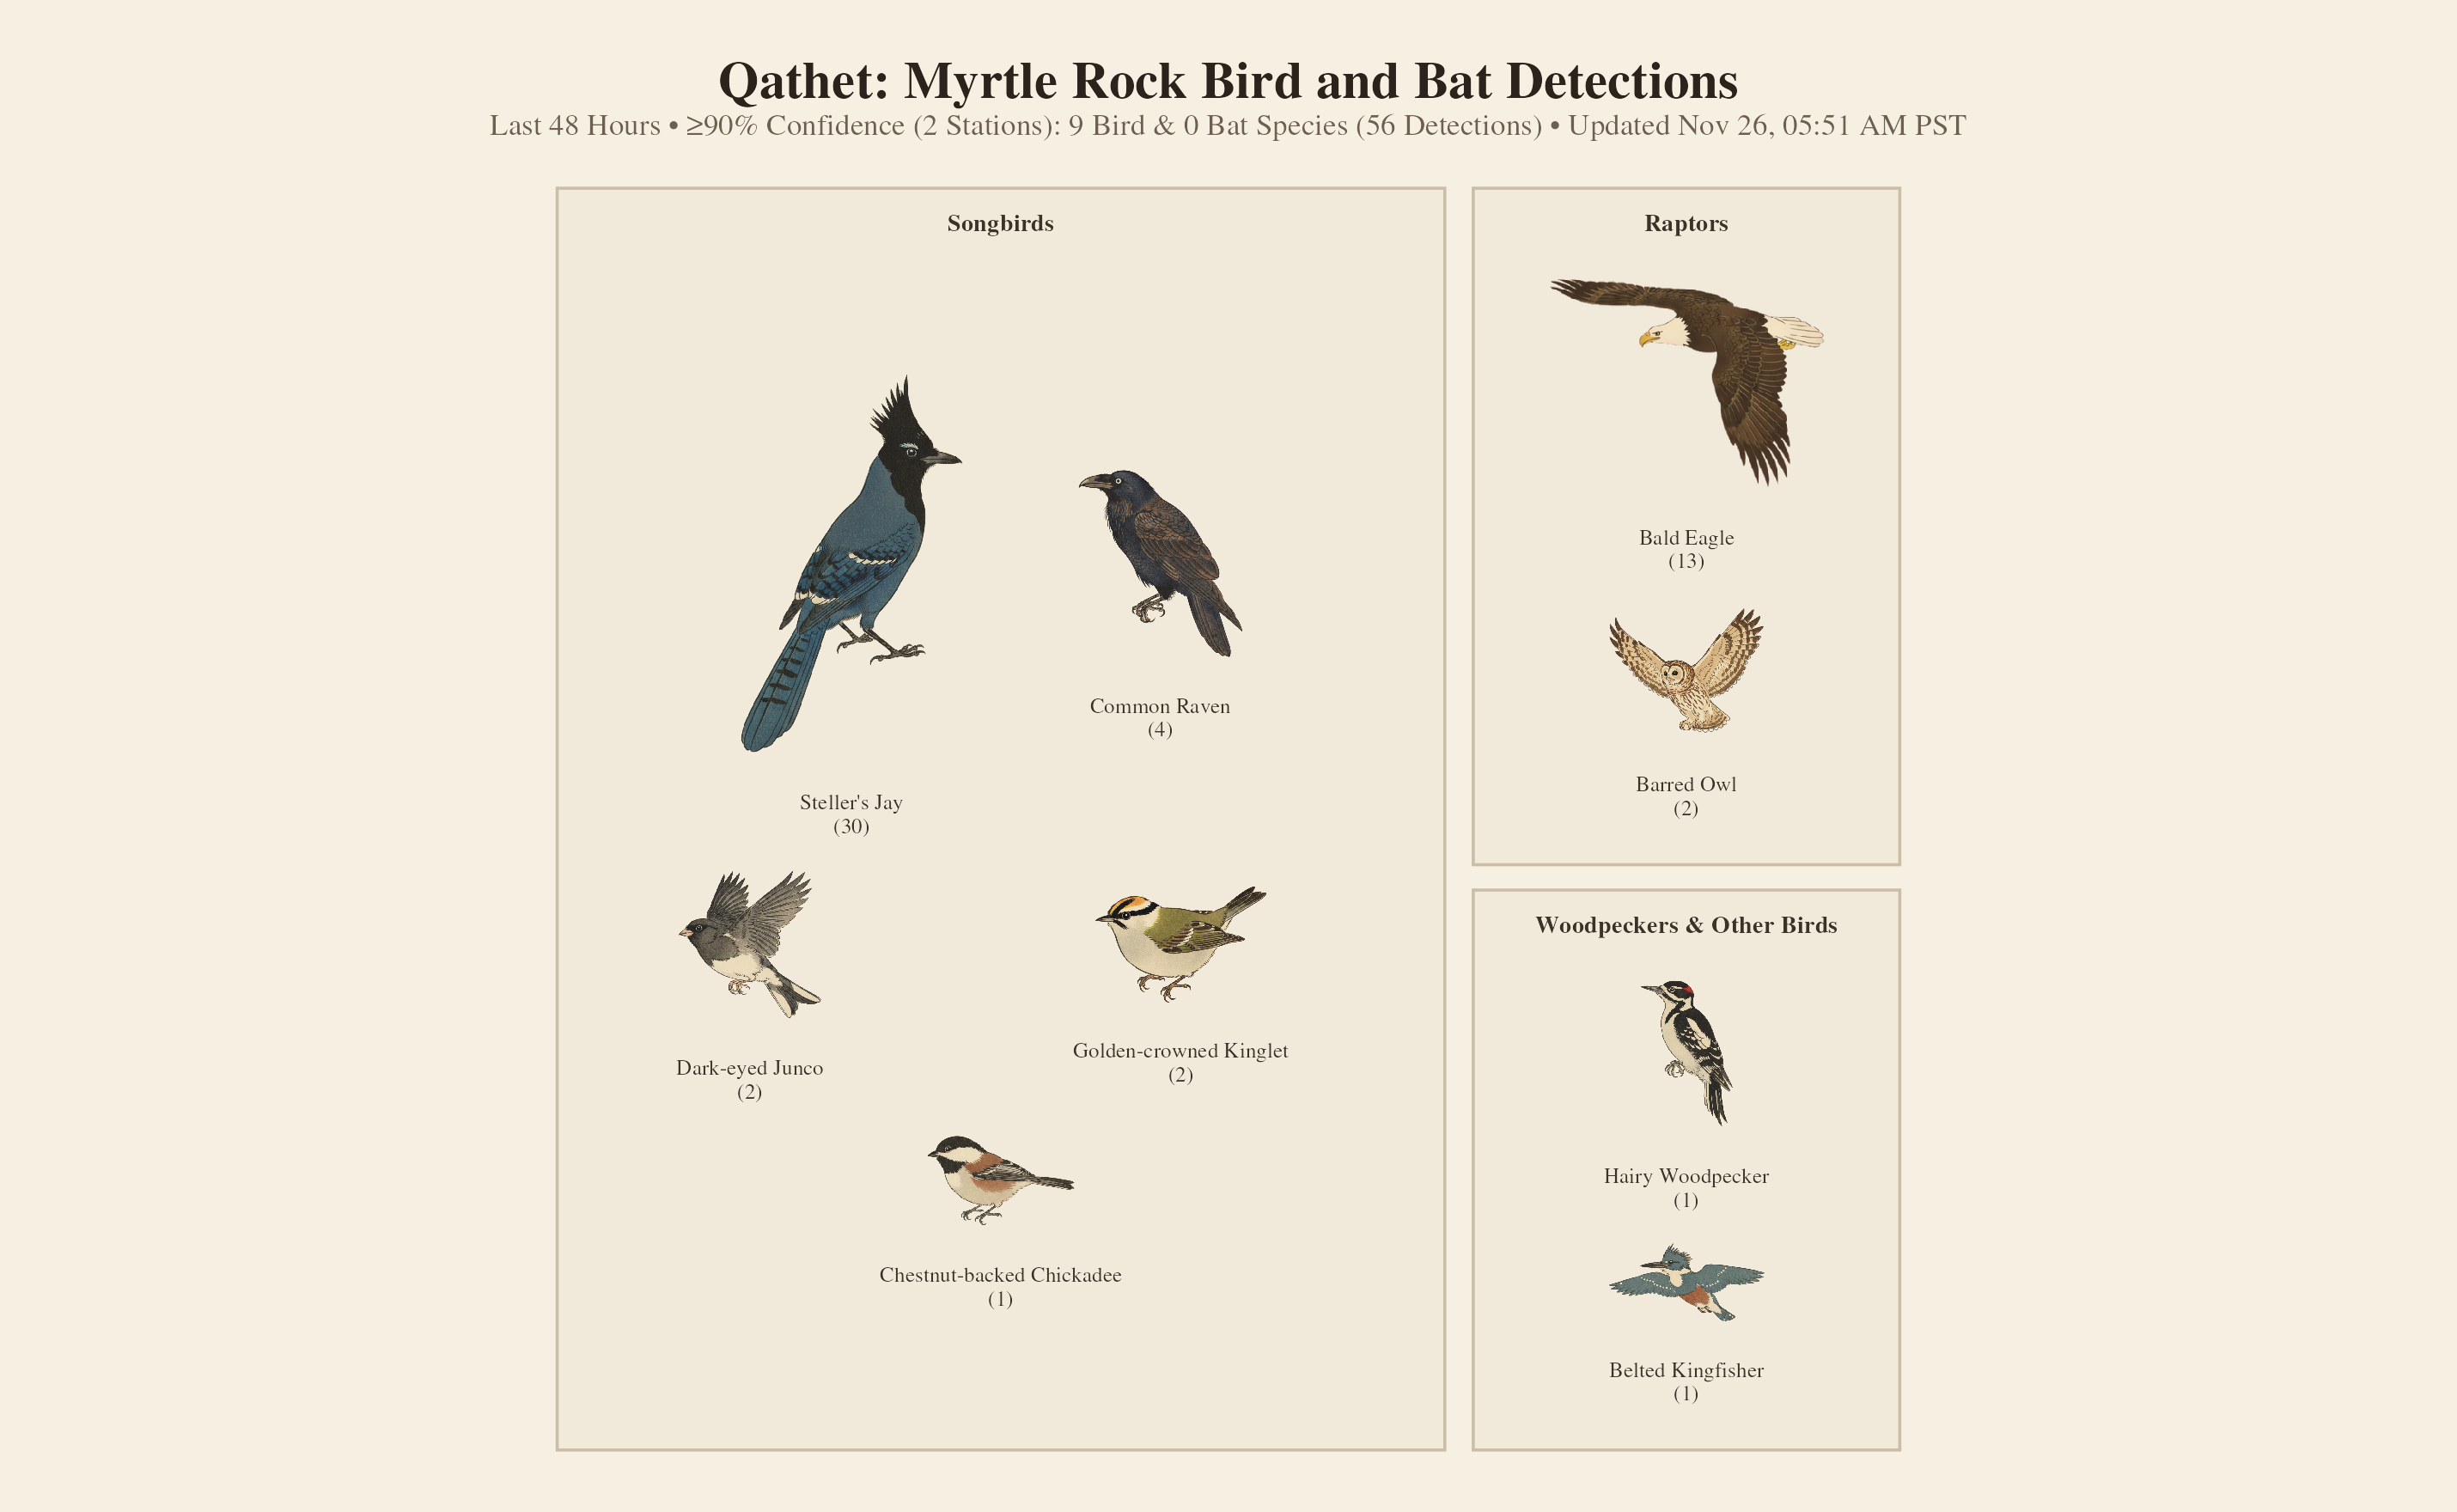 Qathet: Myrtle Rock Bird and Bat Detections
Last 48 Hours • ≥90% Confidence (2 Stations): 9 Bird & 0 Bat Species (56 Detections) • Updated Nov 26, 05:51 AM PST
Songbirds
Steller's Jay
(30)
Common Raven
(4)
Dark-eyed Junco
(2)
Golden-crowned Kinglet
(2)
Chestnut-backed Chickadee
(1)
Raptors
Bald Eagle
(13)
Barred Owl
(2)
Woodpeckers & Other Birds
Hairy Woodpecker
(1)
Belted Kingfisher
(1)